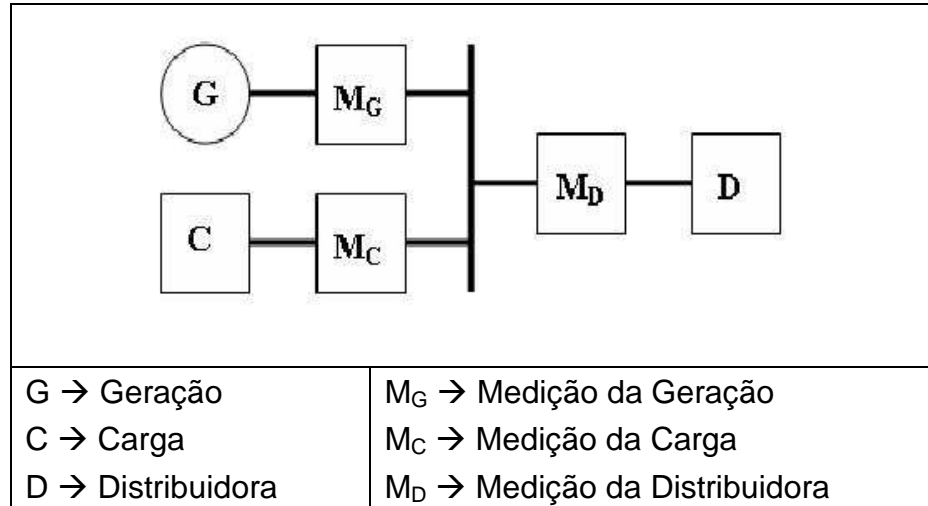 G M_G
C M_C
M_D D
G → Geração
C → Carga
D → Distribuidora
M_G → Medição da Geração
M_C → Medição da Carga
M_D → Medição da Distribuidora